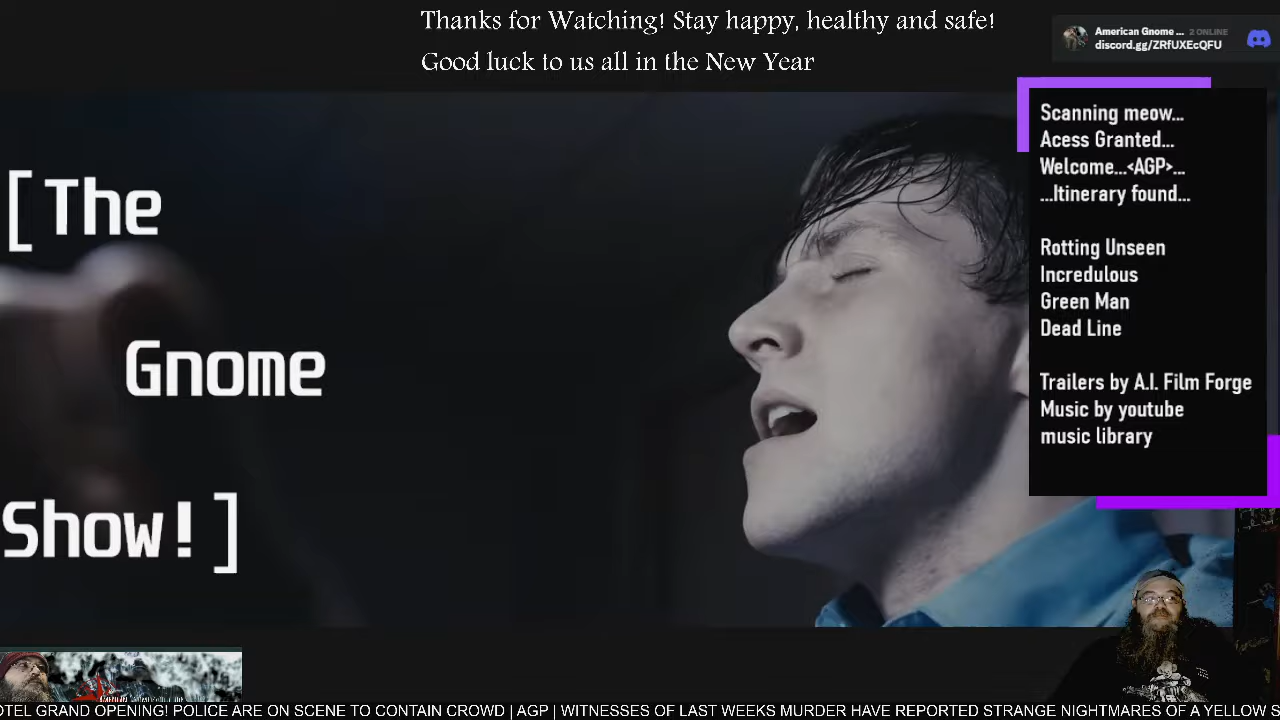 Thanks for Watching! Stay happy, healthy and safe!
Good luck to us all in the New Year
American Gnome ... 2 ONLINE
discord.gg/ZRfUXEcQFU
[The
Gnome
Show!]
Scanning meow...
Acess Granted...
Welcome...<AGP>...
...Itinerary found...
Rotting Unseen
Incredulous
Green Man
Dead Line
Trailers by A.I. Film Forge
Music by youtube
music library
OTEL GRAND OPENING! POLICE ARE ON SCENE TO CONTAIN CROWD | AGP | WITNESSES OF LAST WEEKS MURDER HAVE REPORTED STRANGE NIGHTMARES OF A YELLOW S